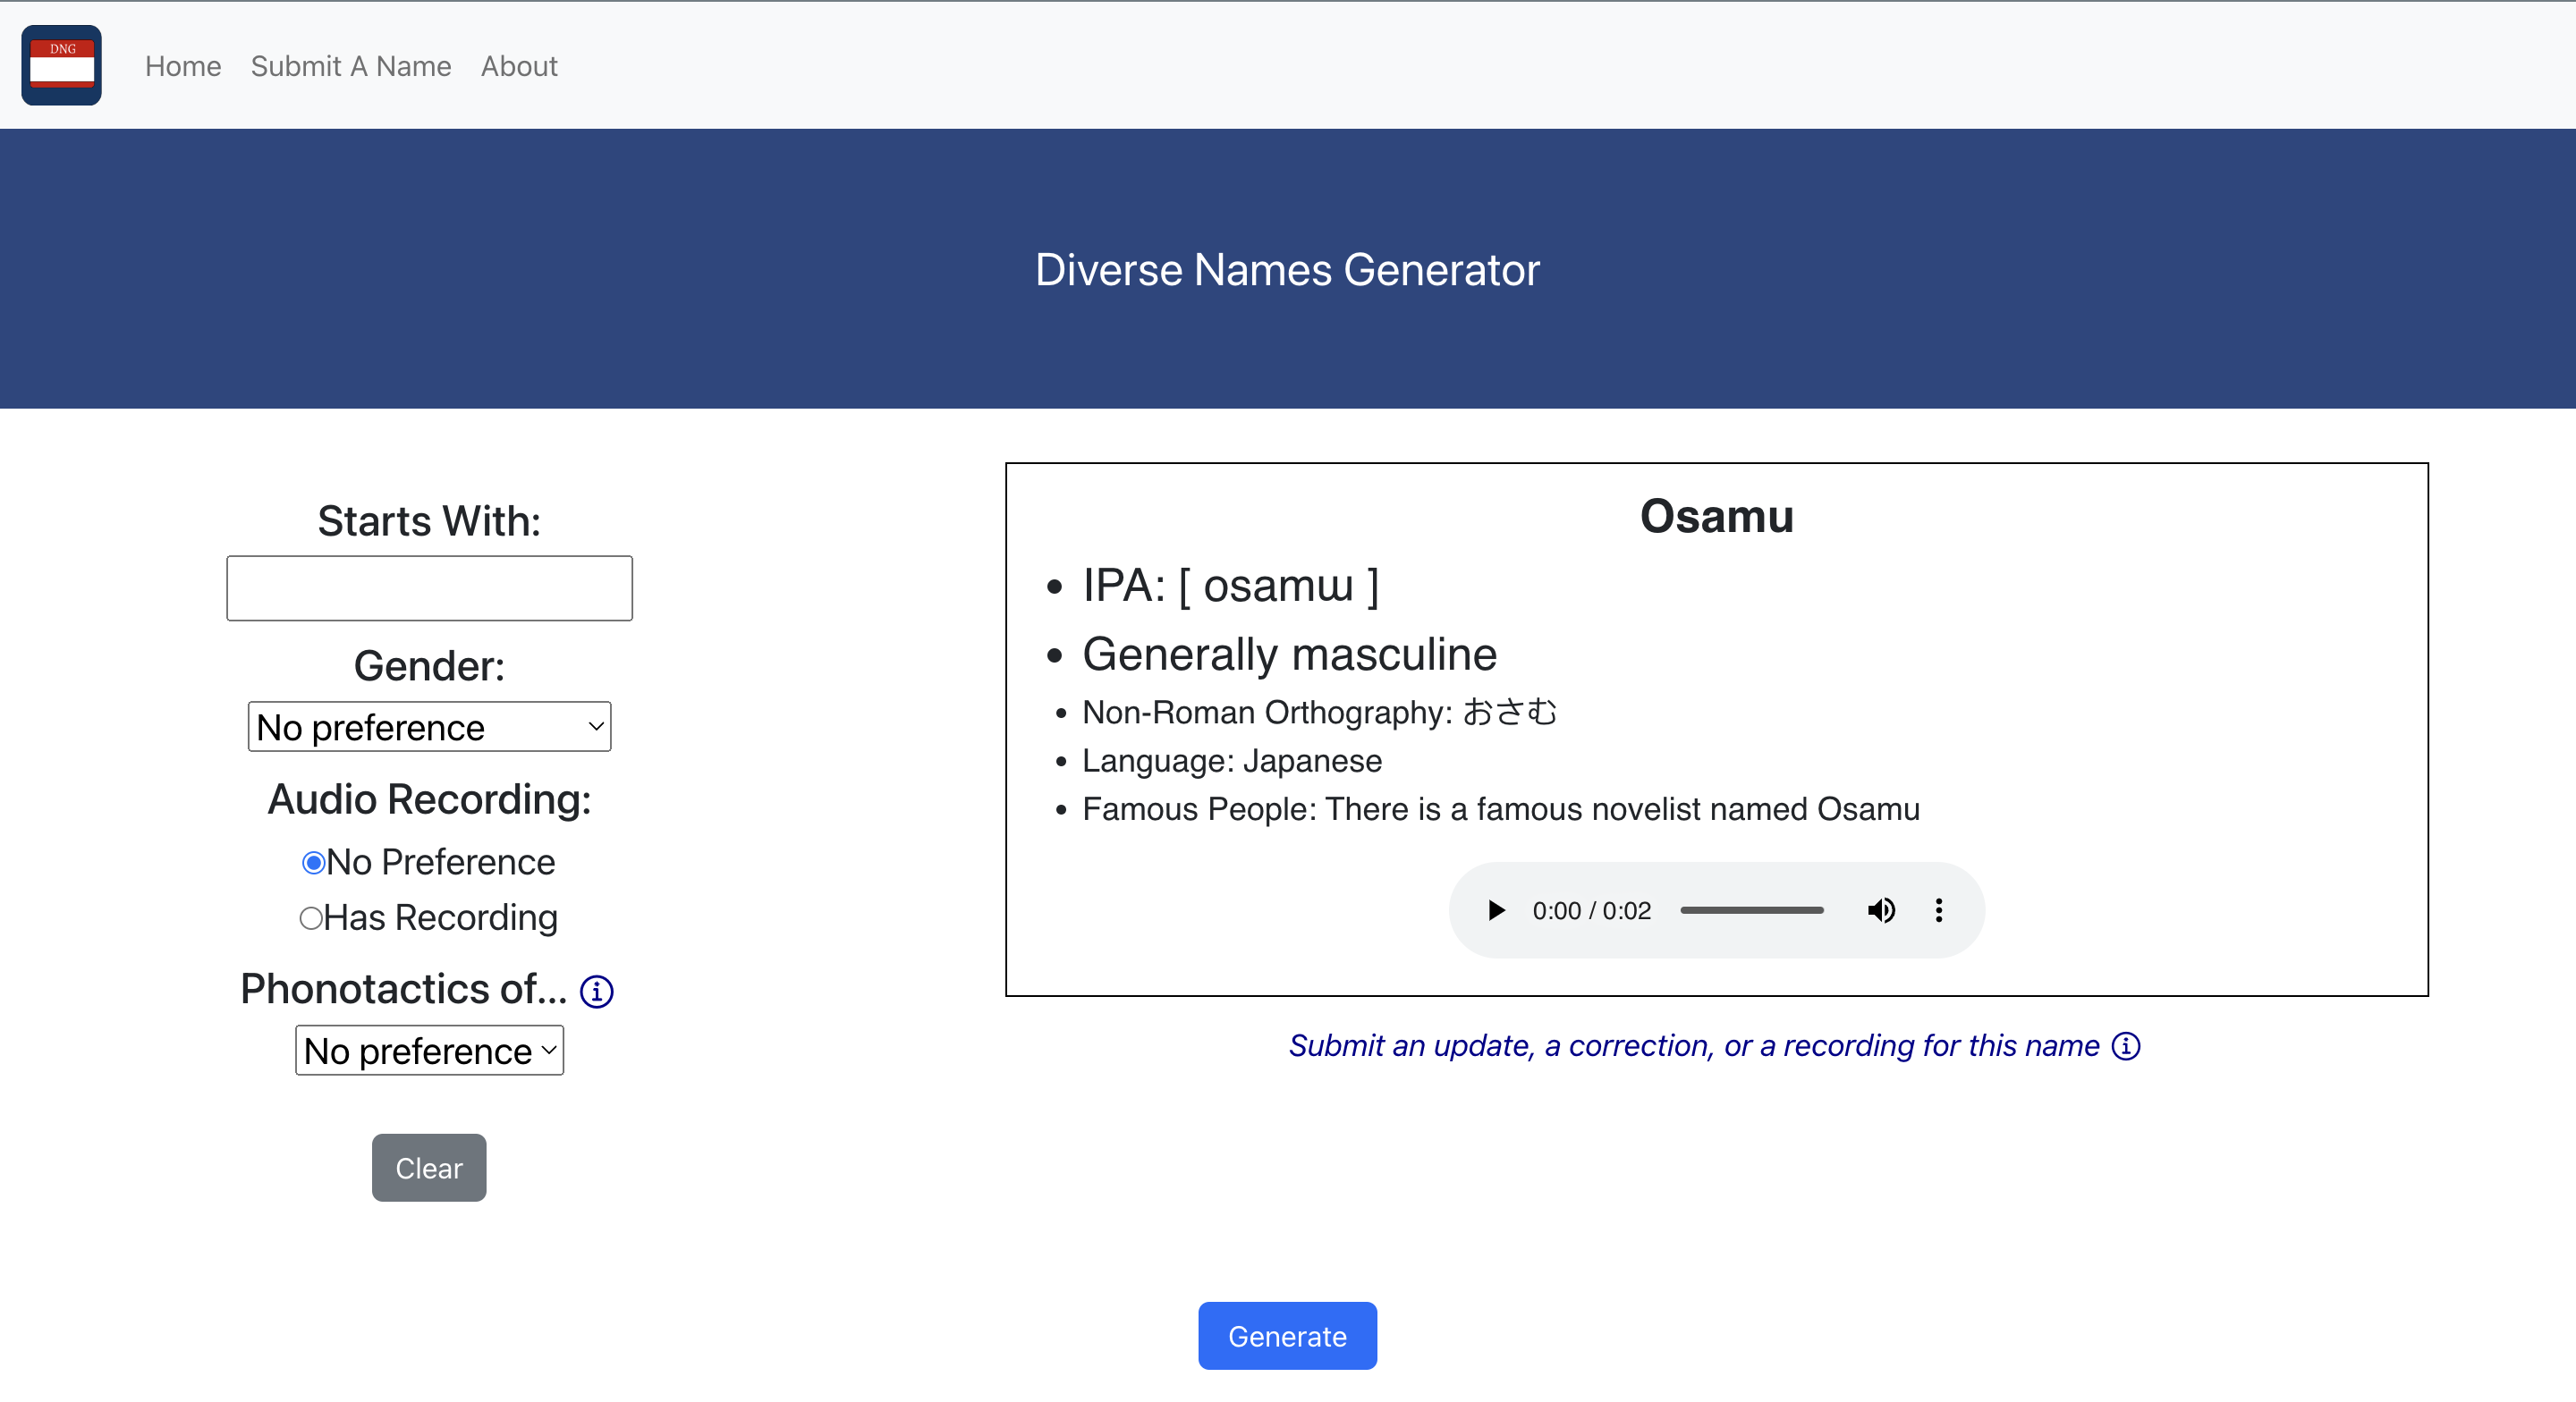 DNG
Home Submit A Name About
Diverse Names Generator
Starts With:
Gender:
No preference
Audio Recording:
No Preference
Has Recording
Phonotactics of...
No preference
Clear
Osamu
IPA: [ osamɯ ]
Generally masculine
Non-Roman Orthography: おさむ
Language: Japanese
Famous People: There is a famous novelist named Osamu
0:00 / 0:02
Submit an update, a correction, or a recording for this name
Generate